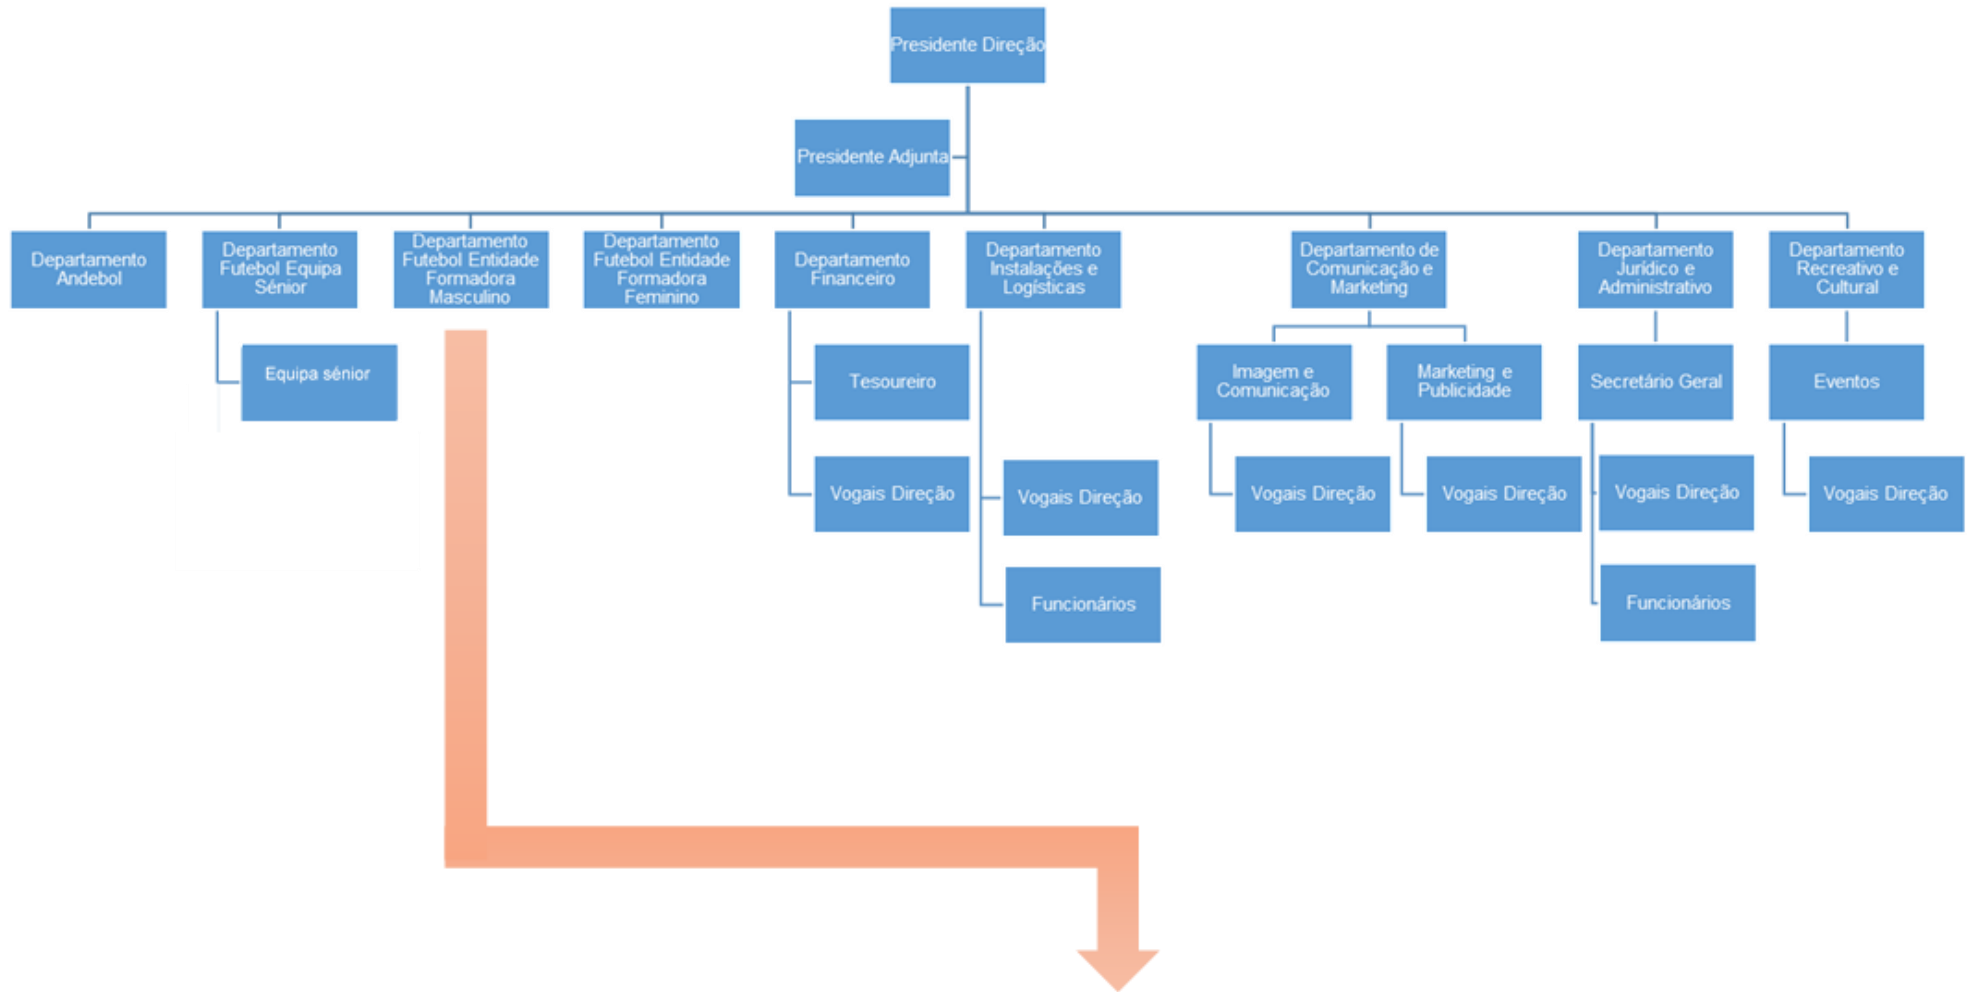 Presidente Direção
Presidente Adjunta
Departamento
Andebol
Departamento
Futebol Equipa
Sénior
Departamento
Futebol Entidade
Formadora
Masculino
Departamento
Futebol Entidade
Formadora
Feminino
Departamento
Financeiro
Departamento
Instalações e
Logísticas
Departamento de
Comunicação e
Marketing
Departamento
Jurídico e
Administrativo
Departamento
Recreativo e
Cultural
Equipa sénior
Tesoureiro
Imagem e
Comunicação
Marketing e
Publicidade
Secretário Geral
Eventos
Vogais Direção
Vogais Direção
Vogais Direção
Vogais Direção
Vogais Direção
Vogais Direção
Funcionários
Funcionários